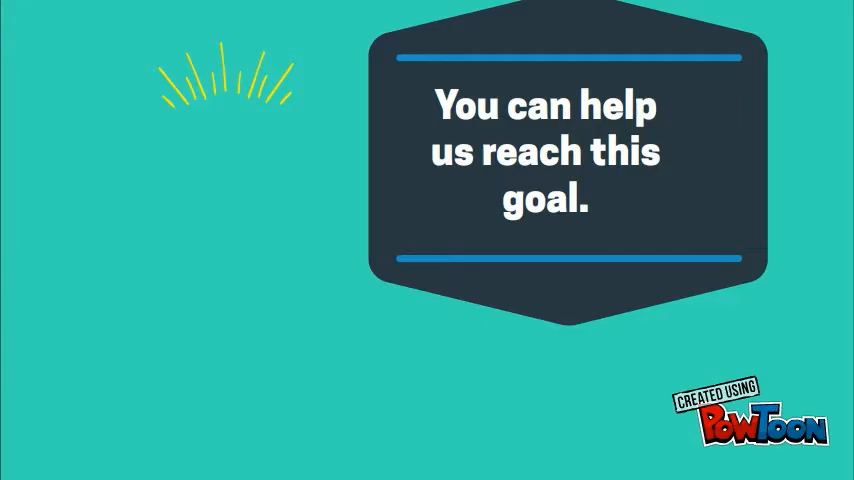 You can help
us reach this
goal.
CREATED USING
PowToon